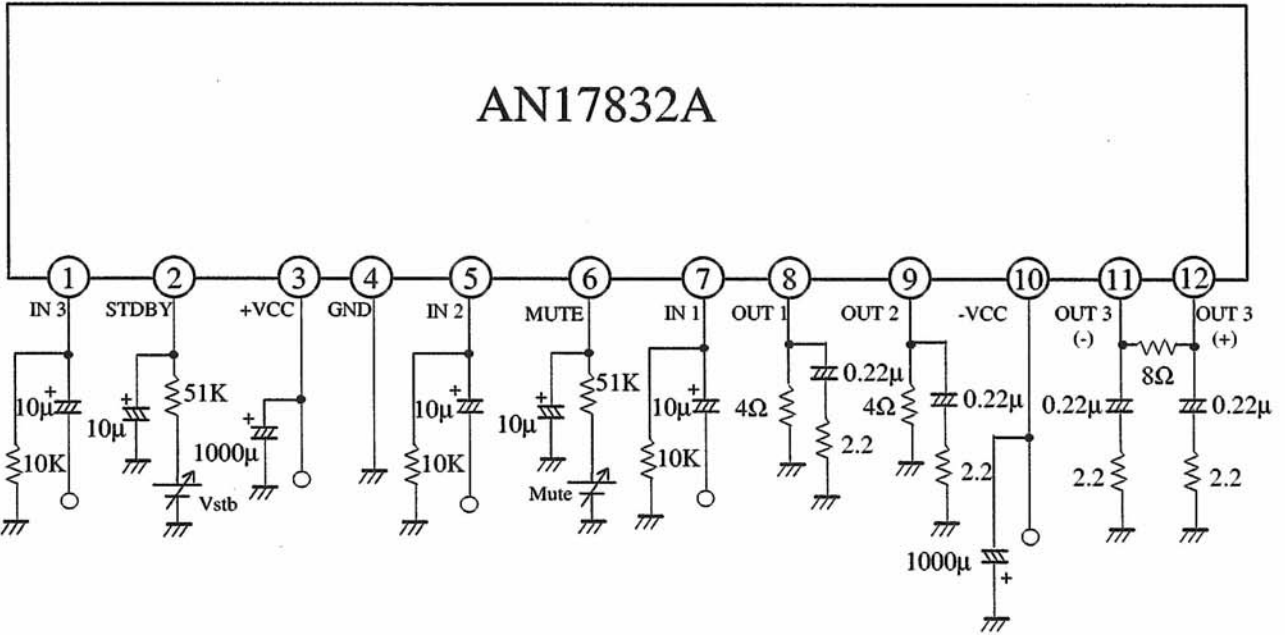 AN17832A
1 2 3 4 5 6 7 8 9 10 11 12
IN 3 STDBY +VCC GND IN 2 MUTE IN 1 OUT 1 OUT 2 -VCC OUT 3 OUT 3
(-) (+)
8Ω
51K 51K 0.22μ
10μ 10μ 10μ 10μ 10μ 4Ω 4Ω 0.22μ 0.22μ 0.22μ
1000μ 2.2
10K 10K 10K 2.2 2.2 2.2
Vstb Mute
1000μ
+ + + + + + + +